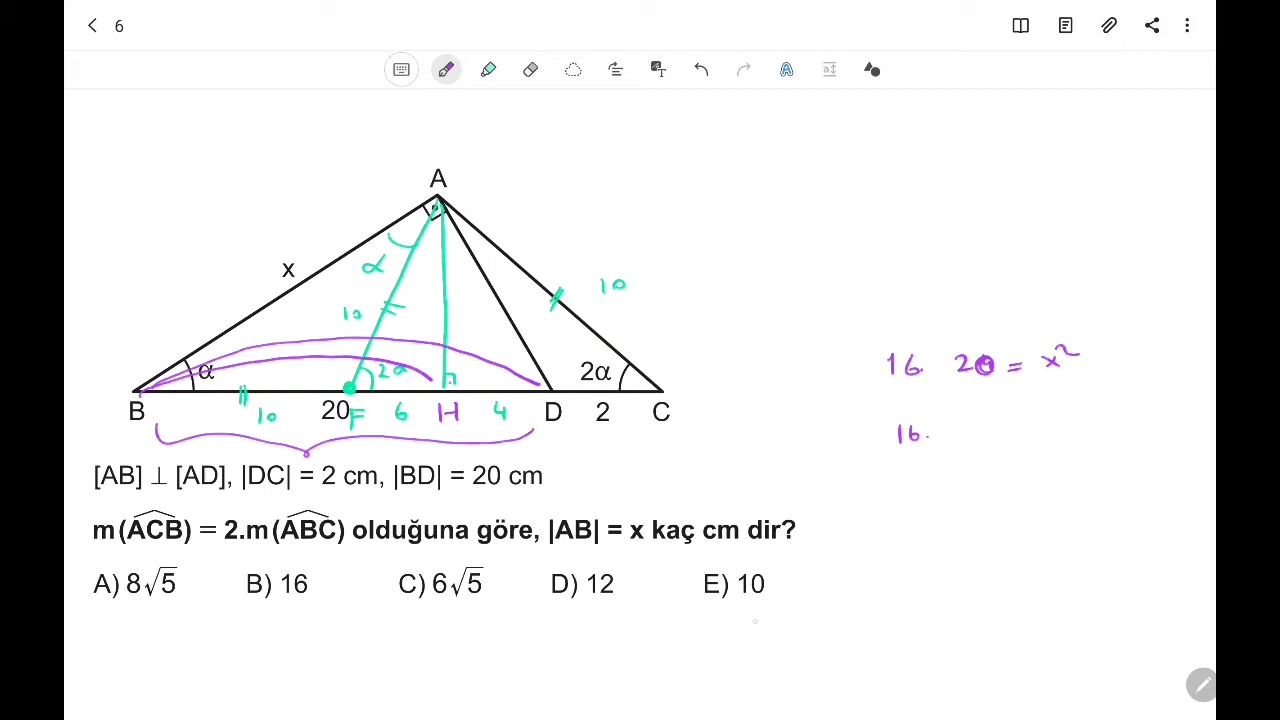 6
A
x
α
10
10
α
2α
2α
B
10
20
F
6
H
4
D
2
C
16. 20 = x²
16.
[AB] ⊥ [AD], |DC| = 2 cm, |BD| = 20 cm
m(ACB) = 2.m(ABC) olduğuna göre, |AB| = x kaç cm dir?
A) 8√5 B) 16 C) 6√5 D) 12 E) 10